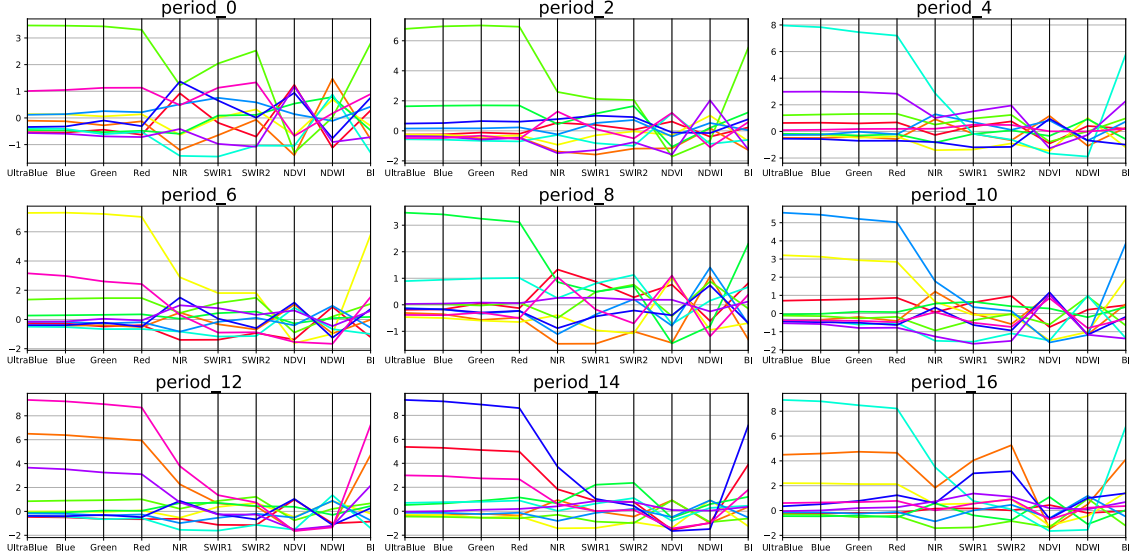 period_0 period_2 period_4
3 6 8
2 4 6
1 2 4
0 0 2
-1 -2 0
-2
UltraBlue Blue Green Red NIR SWIR1 SWIR2 NDVI NDWI BI UltraBlue Blue Green Red NIR SWIR1 SWIR2 NDVI NDWI BI UltraBlue Blue Green Red NIR SWIR1 SWIR2 NDVI NDWI BI
period_6 period_8 period_10
6 3 5
4 2 4
2 1 3
0 0 2
-2 -1 1
0
-1
-2
UltraBlue Blue Green Red NIR SWIR1 SWIR2 NDVI NDWI BI UltraBlue Blue Green Red NIR SWIR1 SWIR2 NDVI NDWI BI UltraBlue Blue Green Red NIR SWIR1 SWIR2 NDVI NDWI BI
period_12 period_14 period_16
8 8 8
6 6 6
4 4 4
2 2 2
0 0 0
-2 -2 -2
UltraBlue Blue Green Red NIR SWIR1 SWIR2 NDVI NDWI BI UltraBlue Blue Green Red NIR SWIR1 SWIR2 NDVI NDWI BI UltraBlue Blue Green Red NIR SWIR1 SWIR2 NDVI NDWI BI